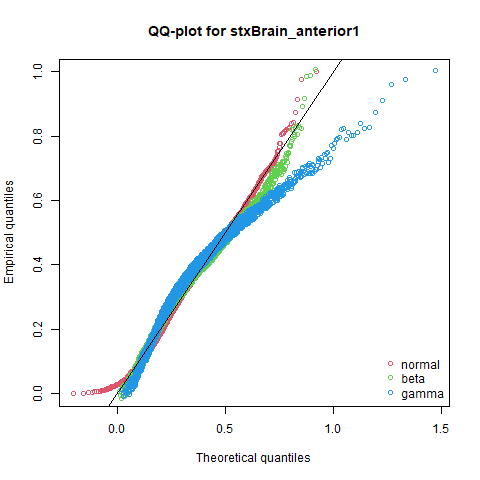 QQ-plot for stxBrain_anterior1
Empirical quantiles
1.0
0.8
0.6
0.4
0.2
0.0
normal
beta
gamma
0.0 0.5 1.0 1.5
Theoretical quantiles